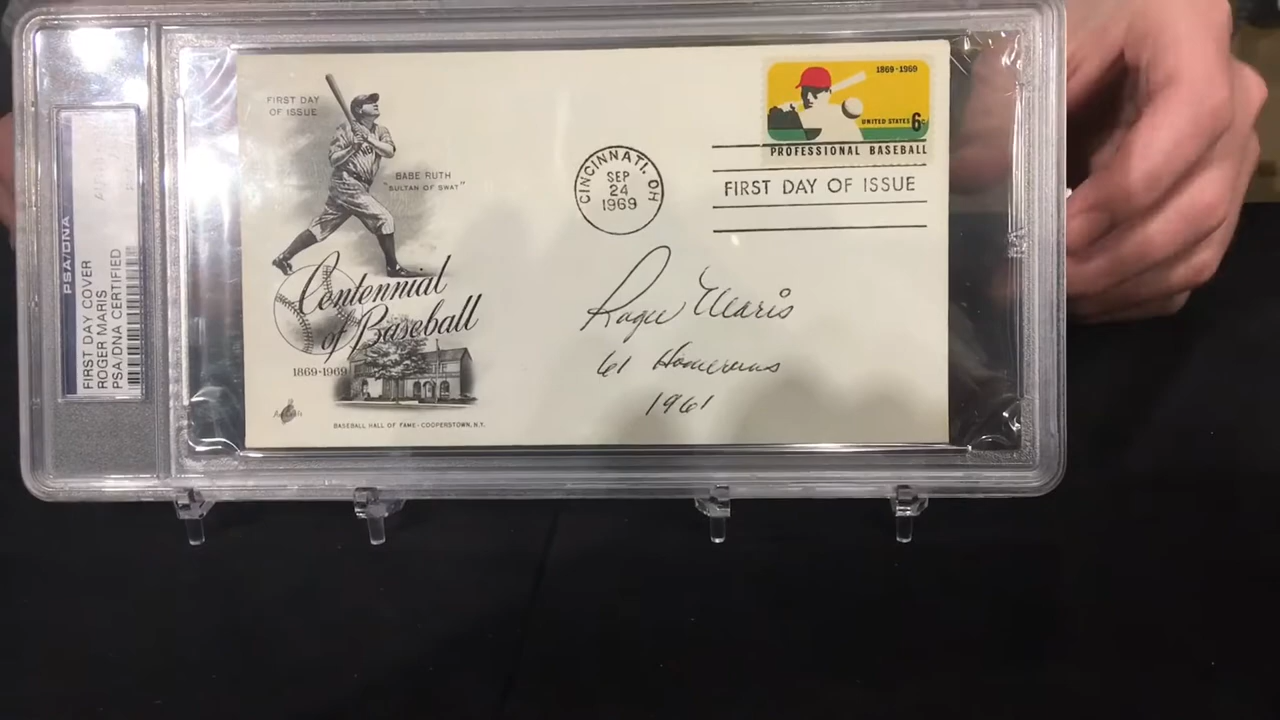 PSA/DNA
FIRST DAY COVER
ROGER MARIS
PSA/DNA CERTIFIED
FIRST DAY
OF ISSUE
BABE RUTH
"SULTAN OF SWAT"
Centennial
of Baseball
1869-1969
BASEBALL HALL OF FAME - COOPERSTOWN, N.Y.
CINCINNATI, OH
SEP
24
1969
1869-1969
UNITED STATES 6c
PROFESSIONAL BASEBALL
FIRST DAY OF ISSUE
Roger Maris
61 Homeruns
1961